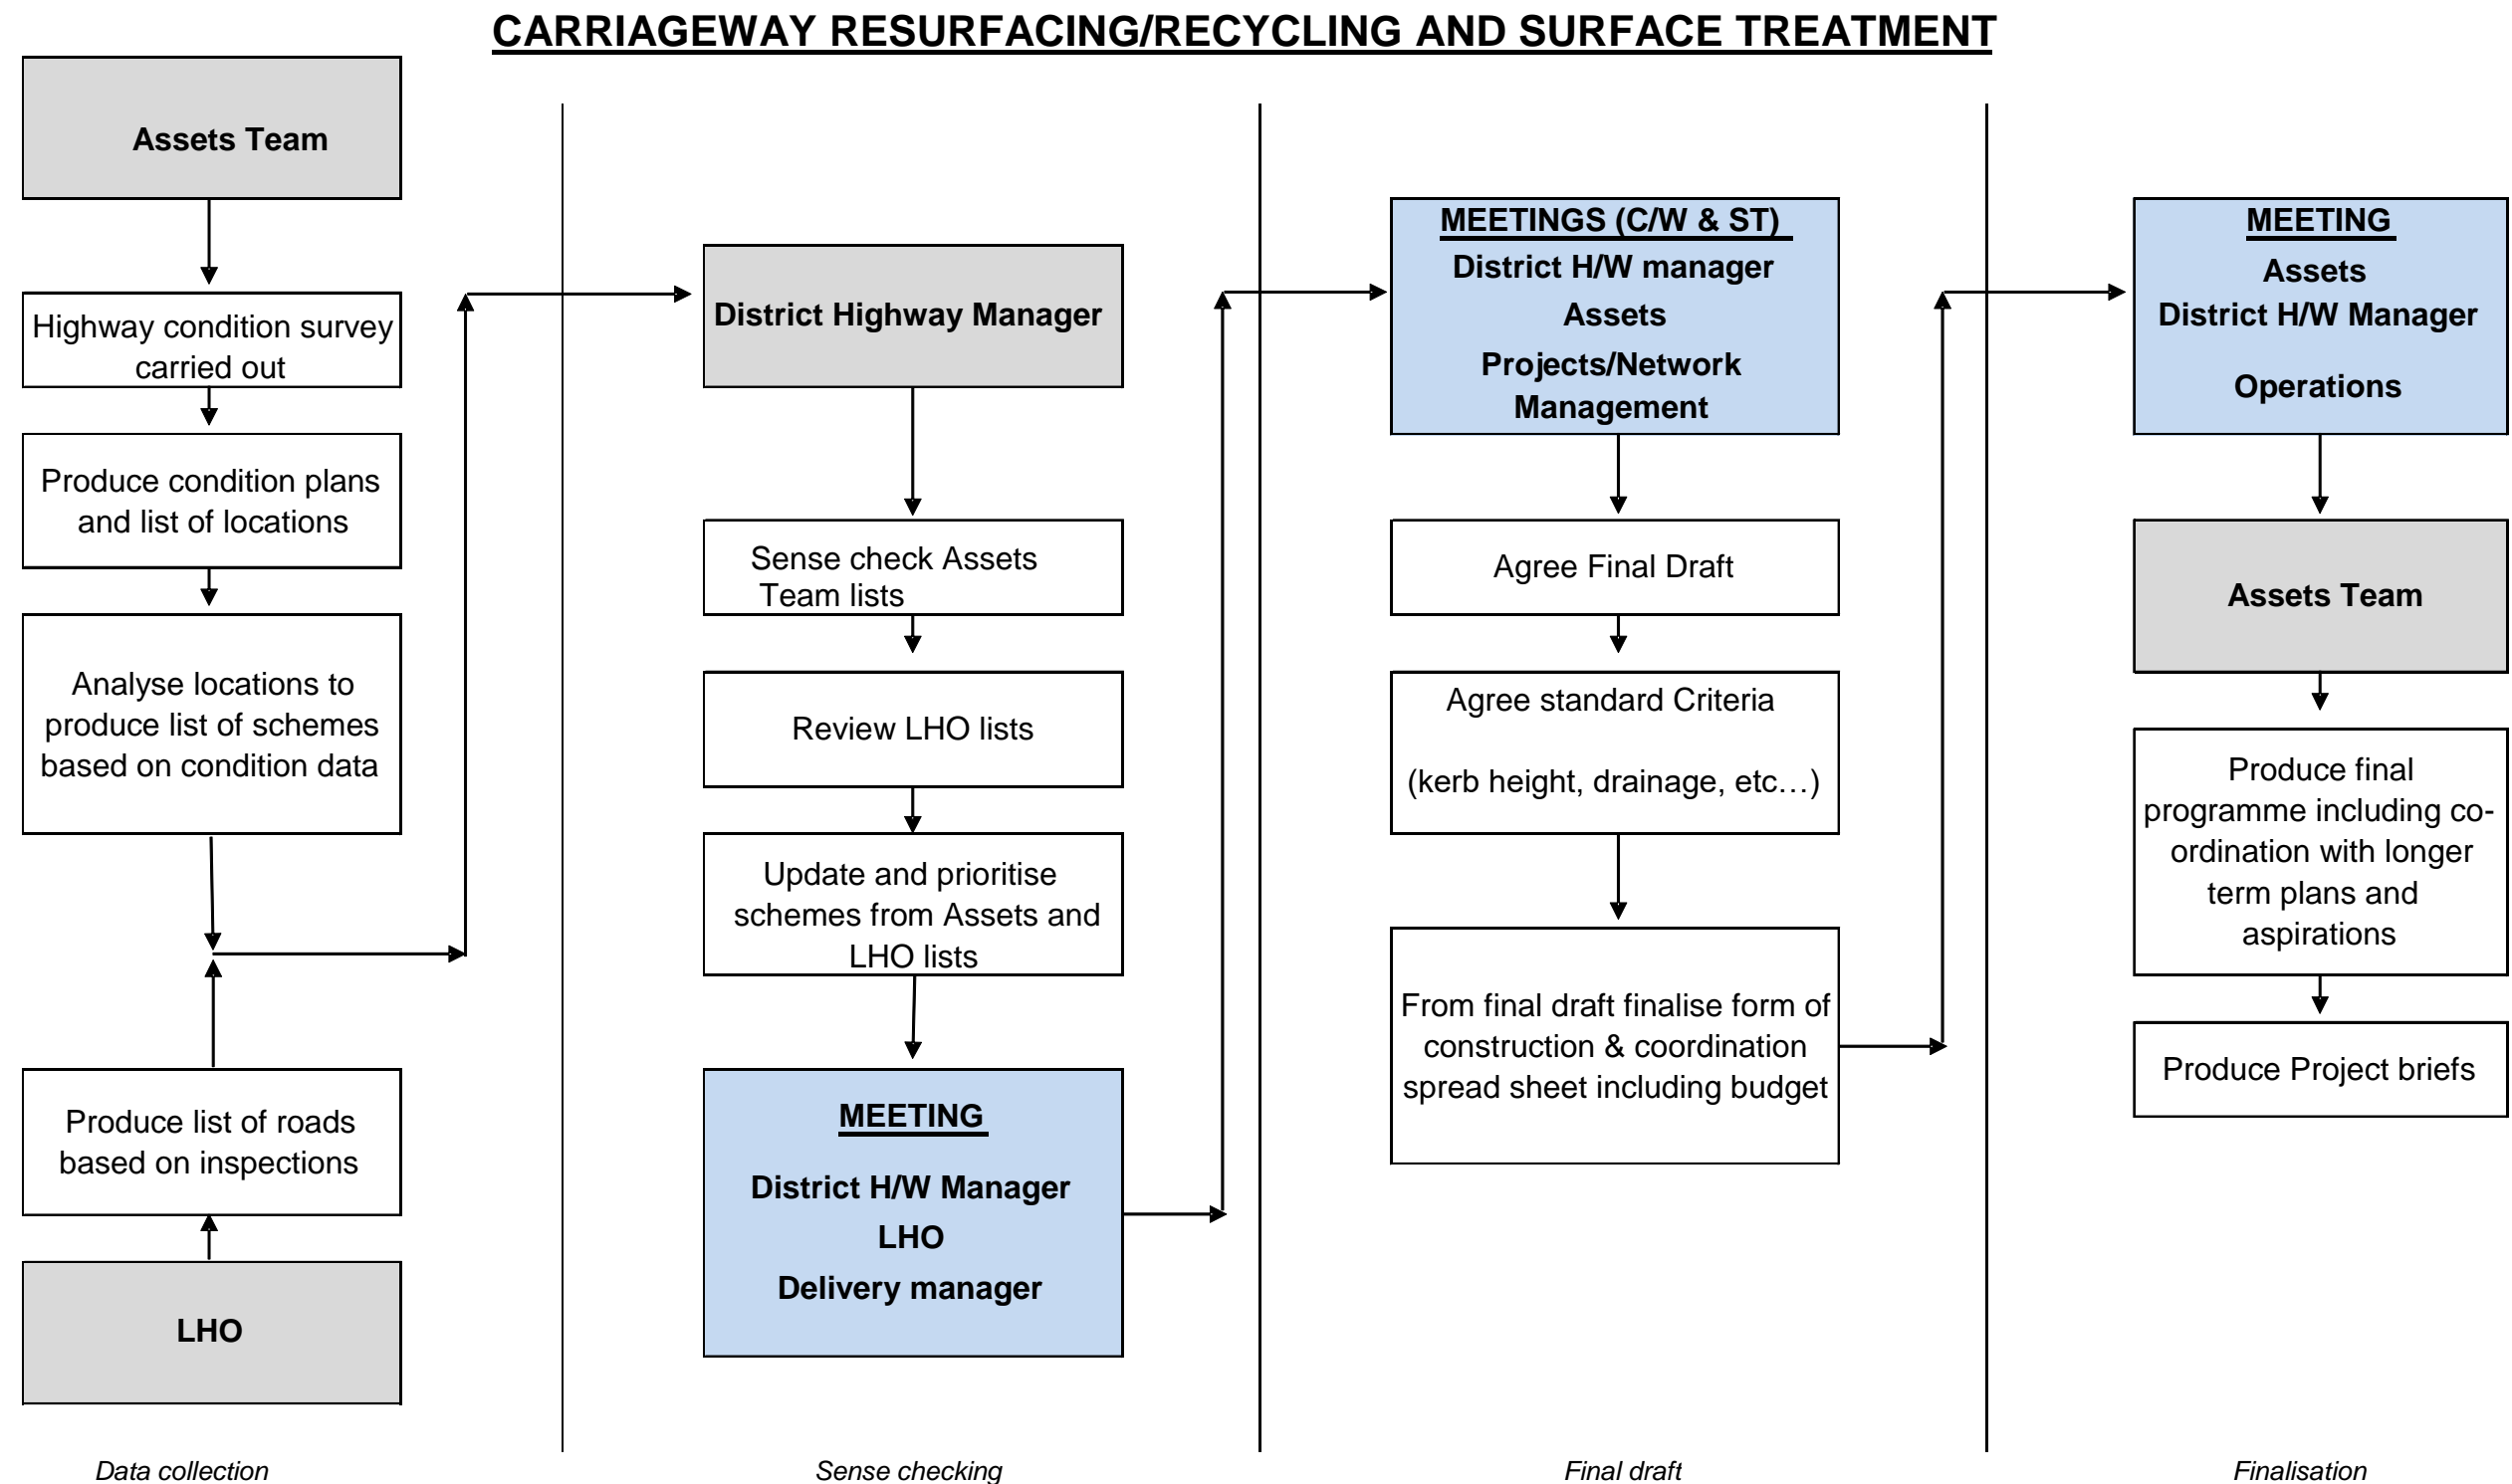 CARRIAGEWAY RESURFACING/RECYCLING AND SURFACE TREATMENT
Assets Team
Highway condition survey
carried out
Produce condition plans
and list of locations
Analyse locations to
produce list of schemes
based on condition data
Produce list of roads
based on inspections
LHO
Data collection
District Highway Manager
Sense check Assets
Team lists
Review LHO lists
Update and prioritise
schemes from Assets and
LHO lists
MEETING
District H/W Manager
LHO
Delivery manager
Sense checking
MEETINGS (C/W & ST)
District H/W manager
Assets
Projects/Network
Management
Agree Final Draft
Agree standard Criteria
(kerb height, drainage, etc…)
From final draft finalise form of
construction & coordination
spread sheet including budget
Final draft
MEETING
Assets
District H/W Manager
Operations
Assets Team
Produce final
programme including co-
ordination with longer
term plans and
aspirations
Produce Project briefs
Finalisation